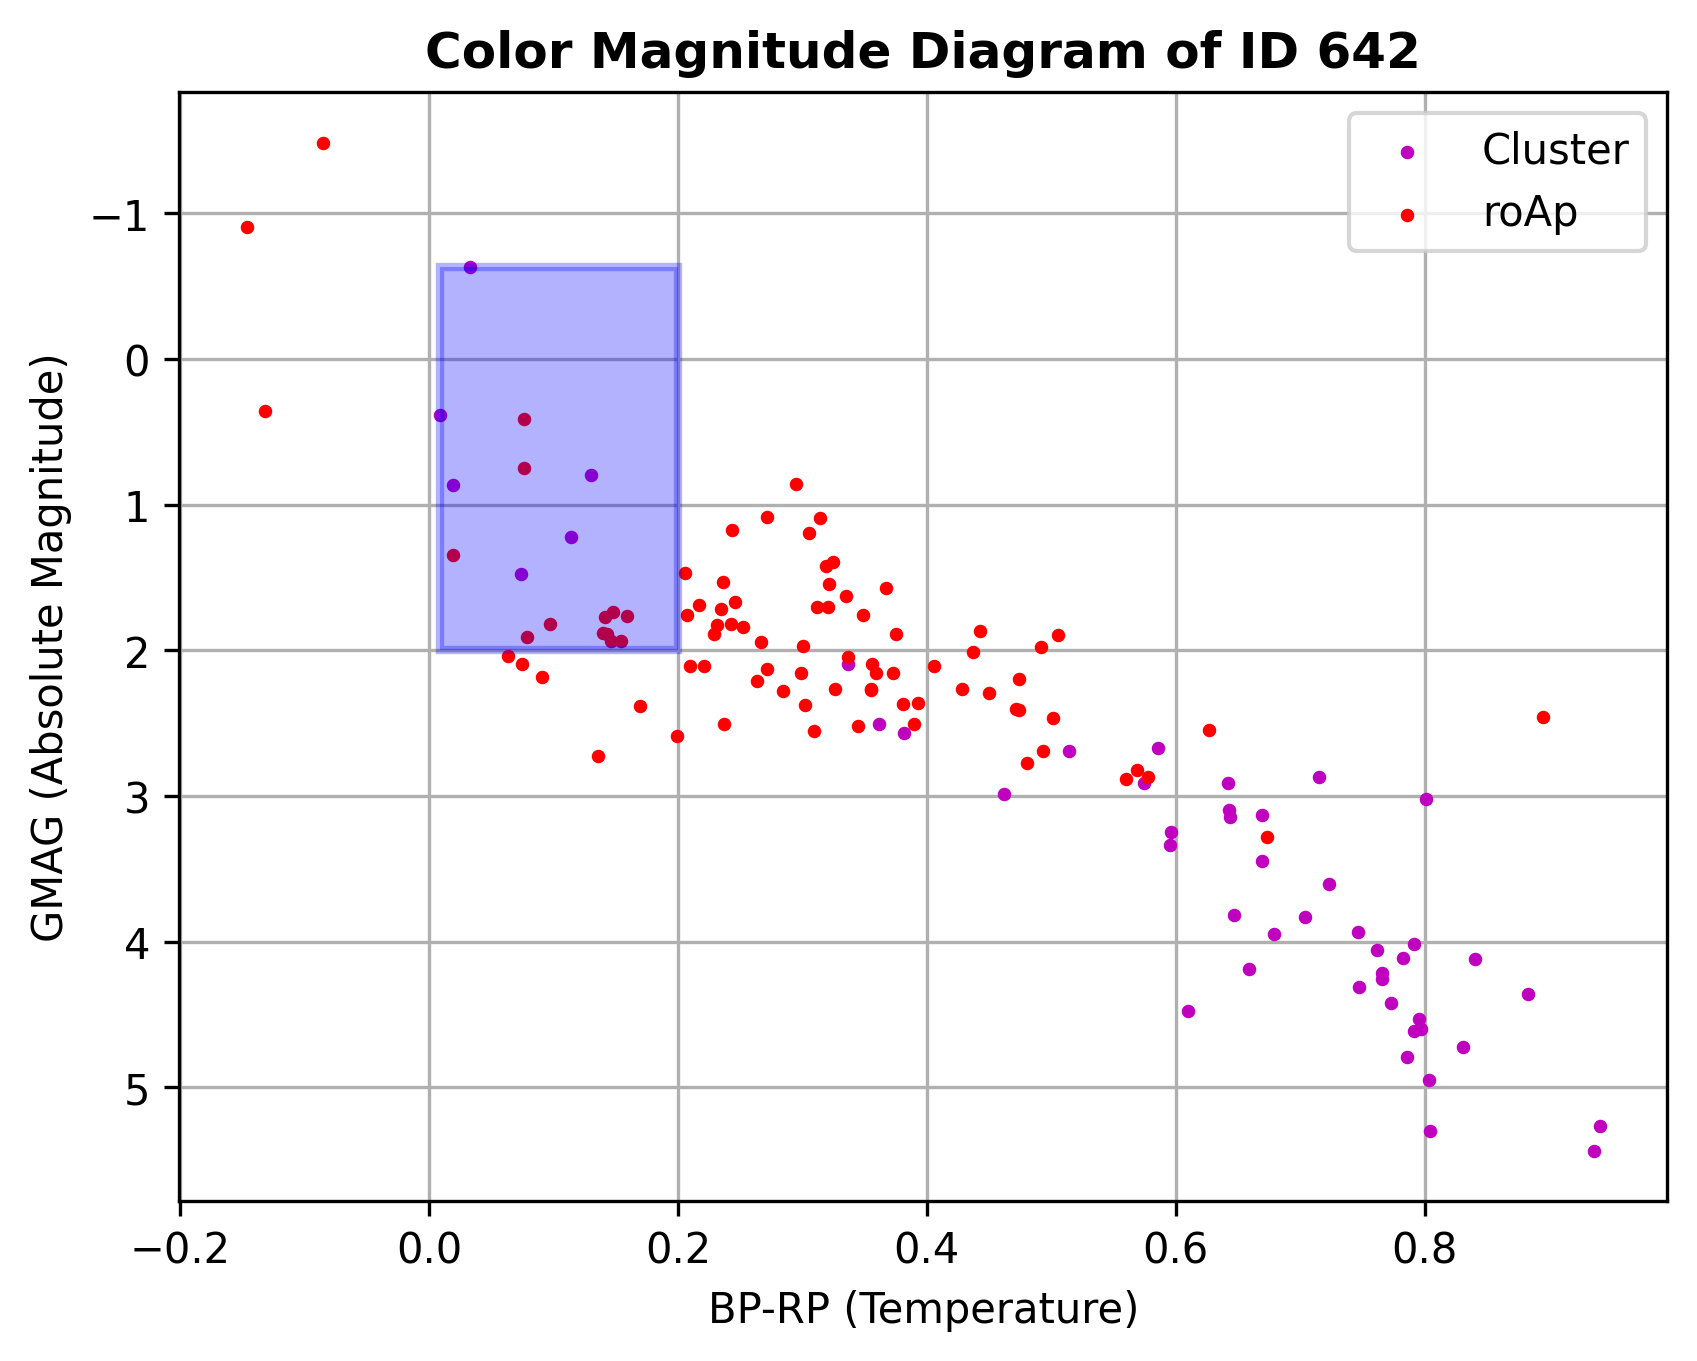 Color Magnitude Diagram of ID 642
Cluster
roAp
−1
0
1
2
3
4
5
GMAG (Absolute Magnitude)
−0.2 0.0 0.2 0.4 0.6 0.8
BP-RP (Temperature)